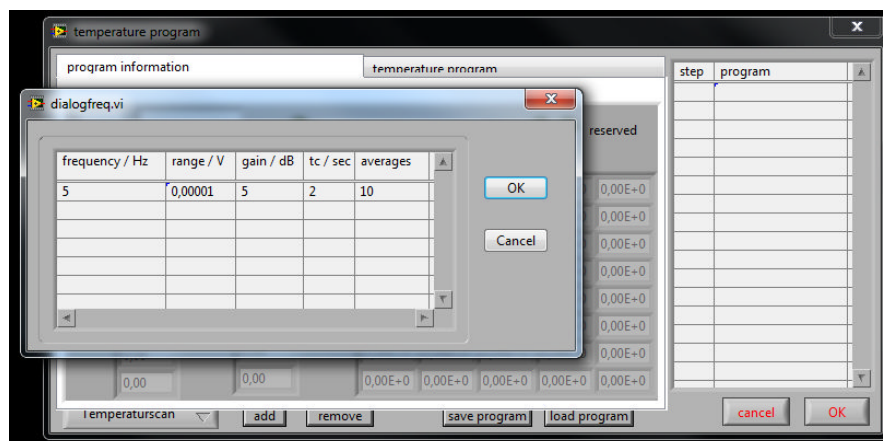 temperature program
program information temperature program
step program
dialogfreq.vi
reserved
frequency / Hz range / V gain / dB tc / sec averages
5 0,00001 5 2 10
OK
0,00E+0
0,00E+0
Cancel
0,00E+0
0,00E+0
0,00E+0
0,00E+0
0,00E+0
0,00 0,00 0,00E+0 0,00E+0 0,00E+0 0,00E+0 0,00E+0
Temperaturscan add remove save program load program cancel OK